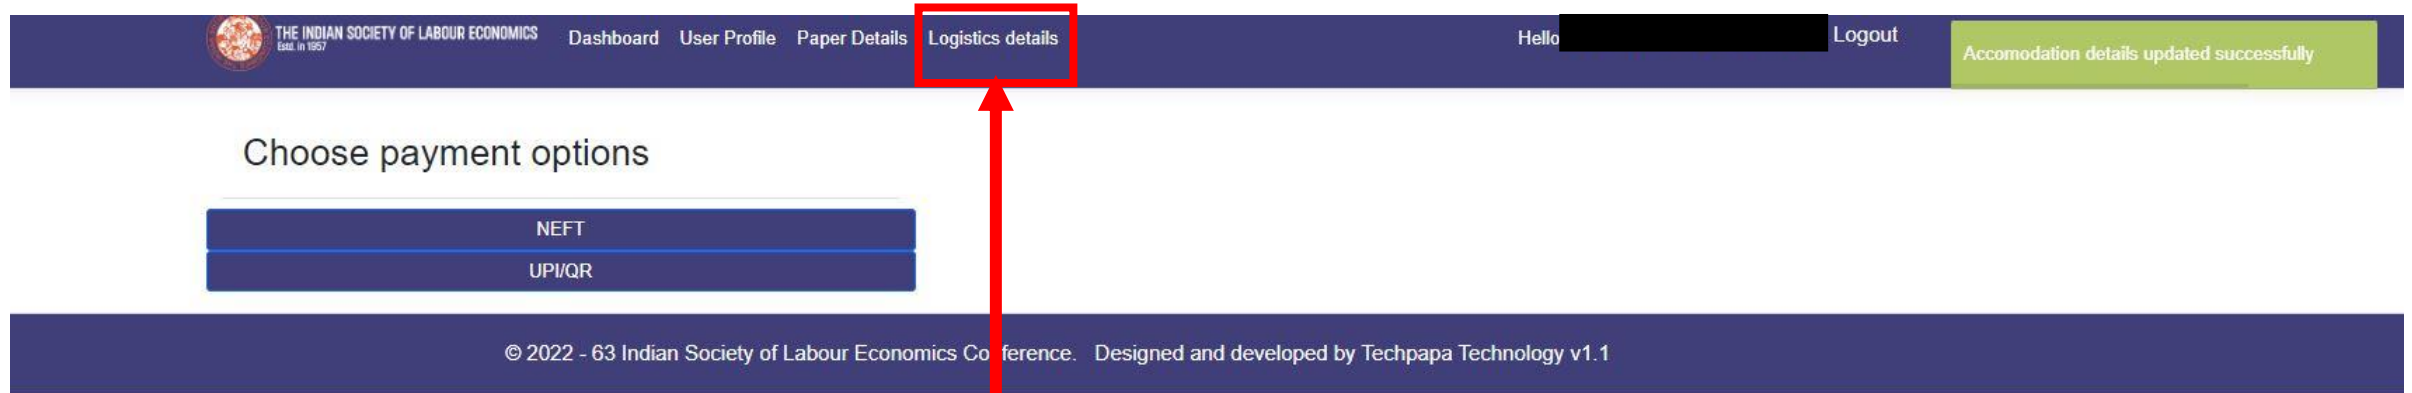 THE INDIAN SOCIETY OF LABOUR ECONOMICS
Estd. in 1957
Dashboard User Profile Paper Details Logistics details
Hello
Logout
Accomodation details updated successfully
Choose payment options
NEFT
UPI/QR
© 2022 - 63 Indian Society of Labour Economics Conference. Designed and developed by Techpapa Technology v1.1